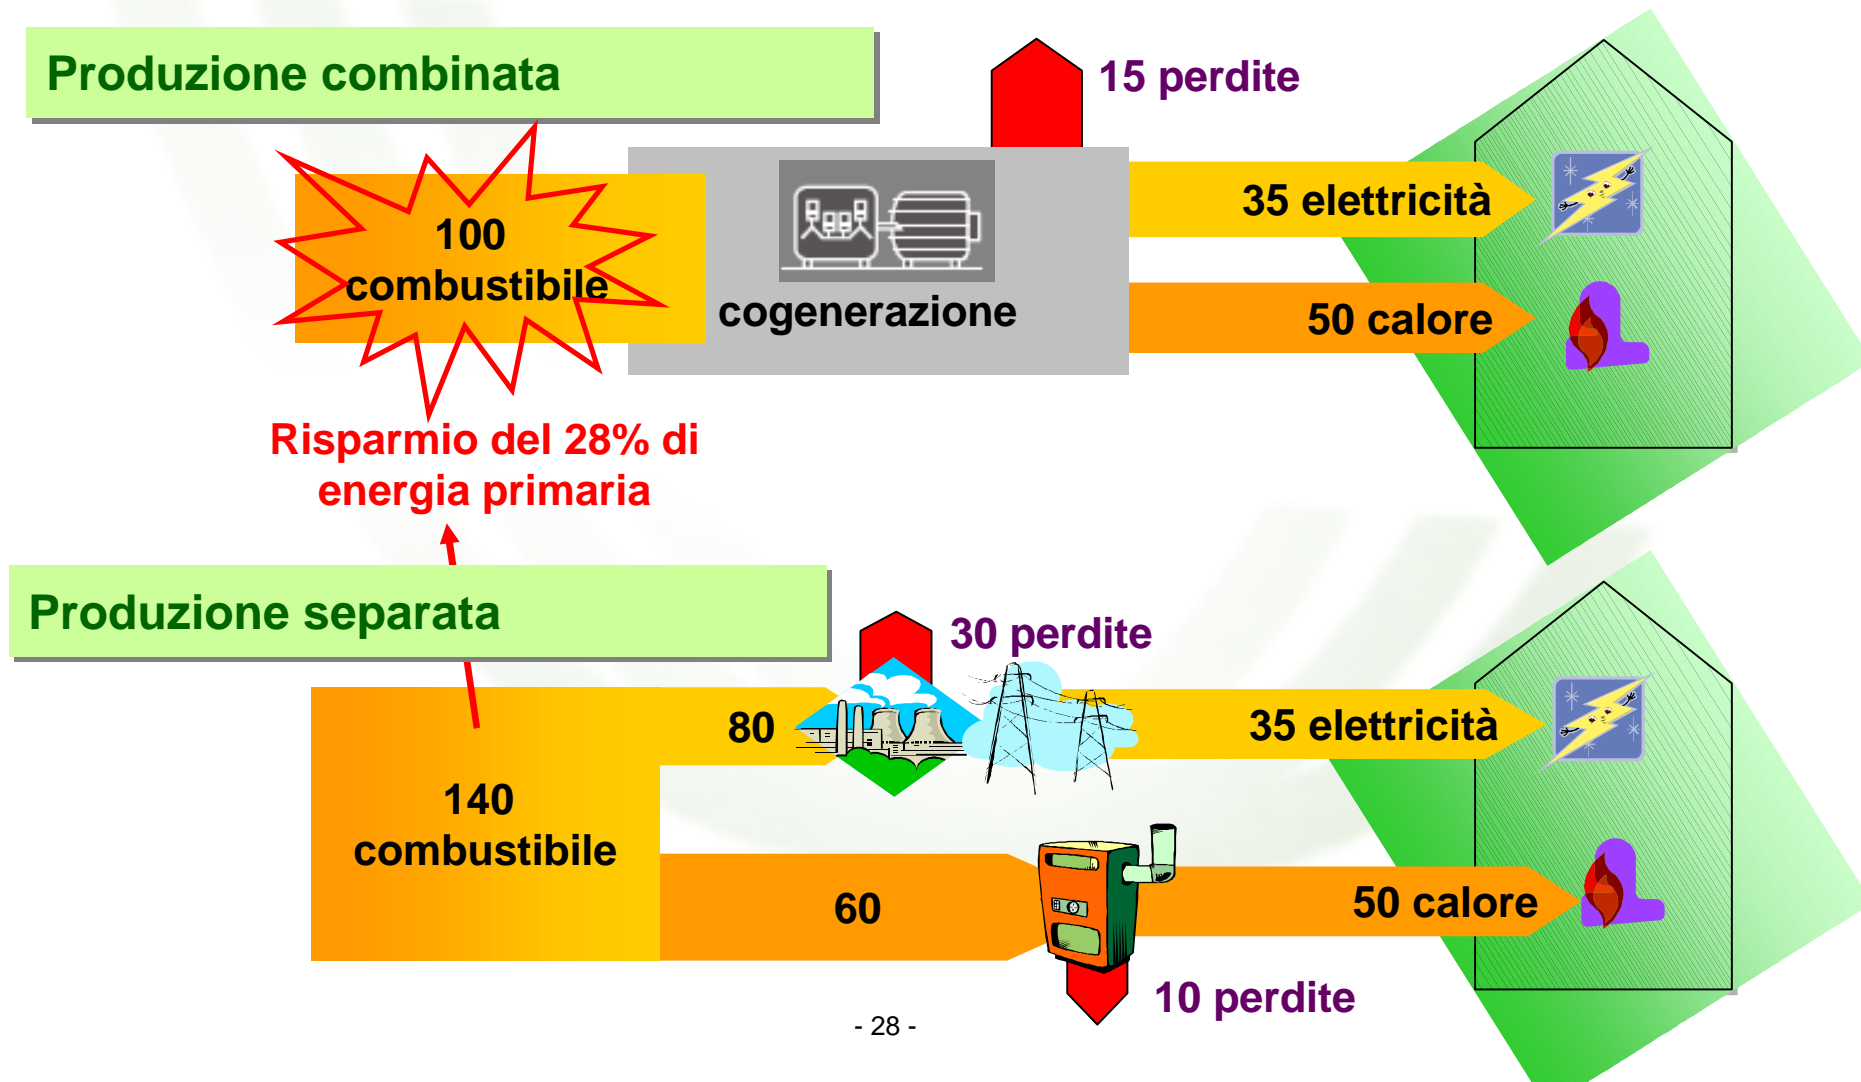 Produzione combinata
15 perdite
35 elettricità
100
combustibile
cogenerazione
50 calore
Risparmio del 28% di
energia primaria
Produzione separata
30 perdite
80
35 elettricità
140
combustibile
60
50 calore
10 perdite
- 28 -